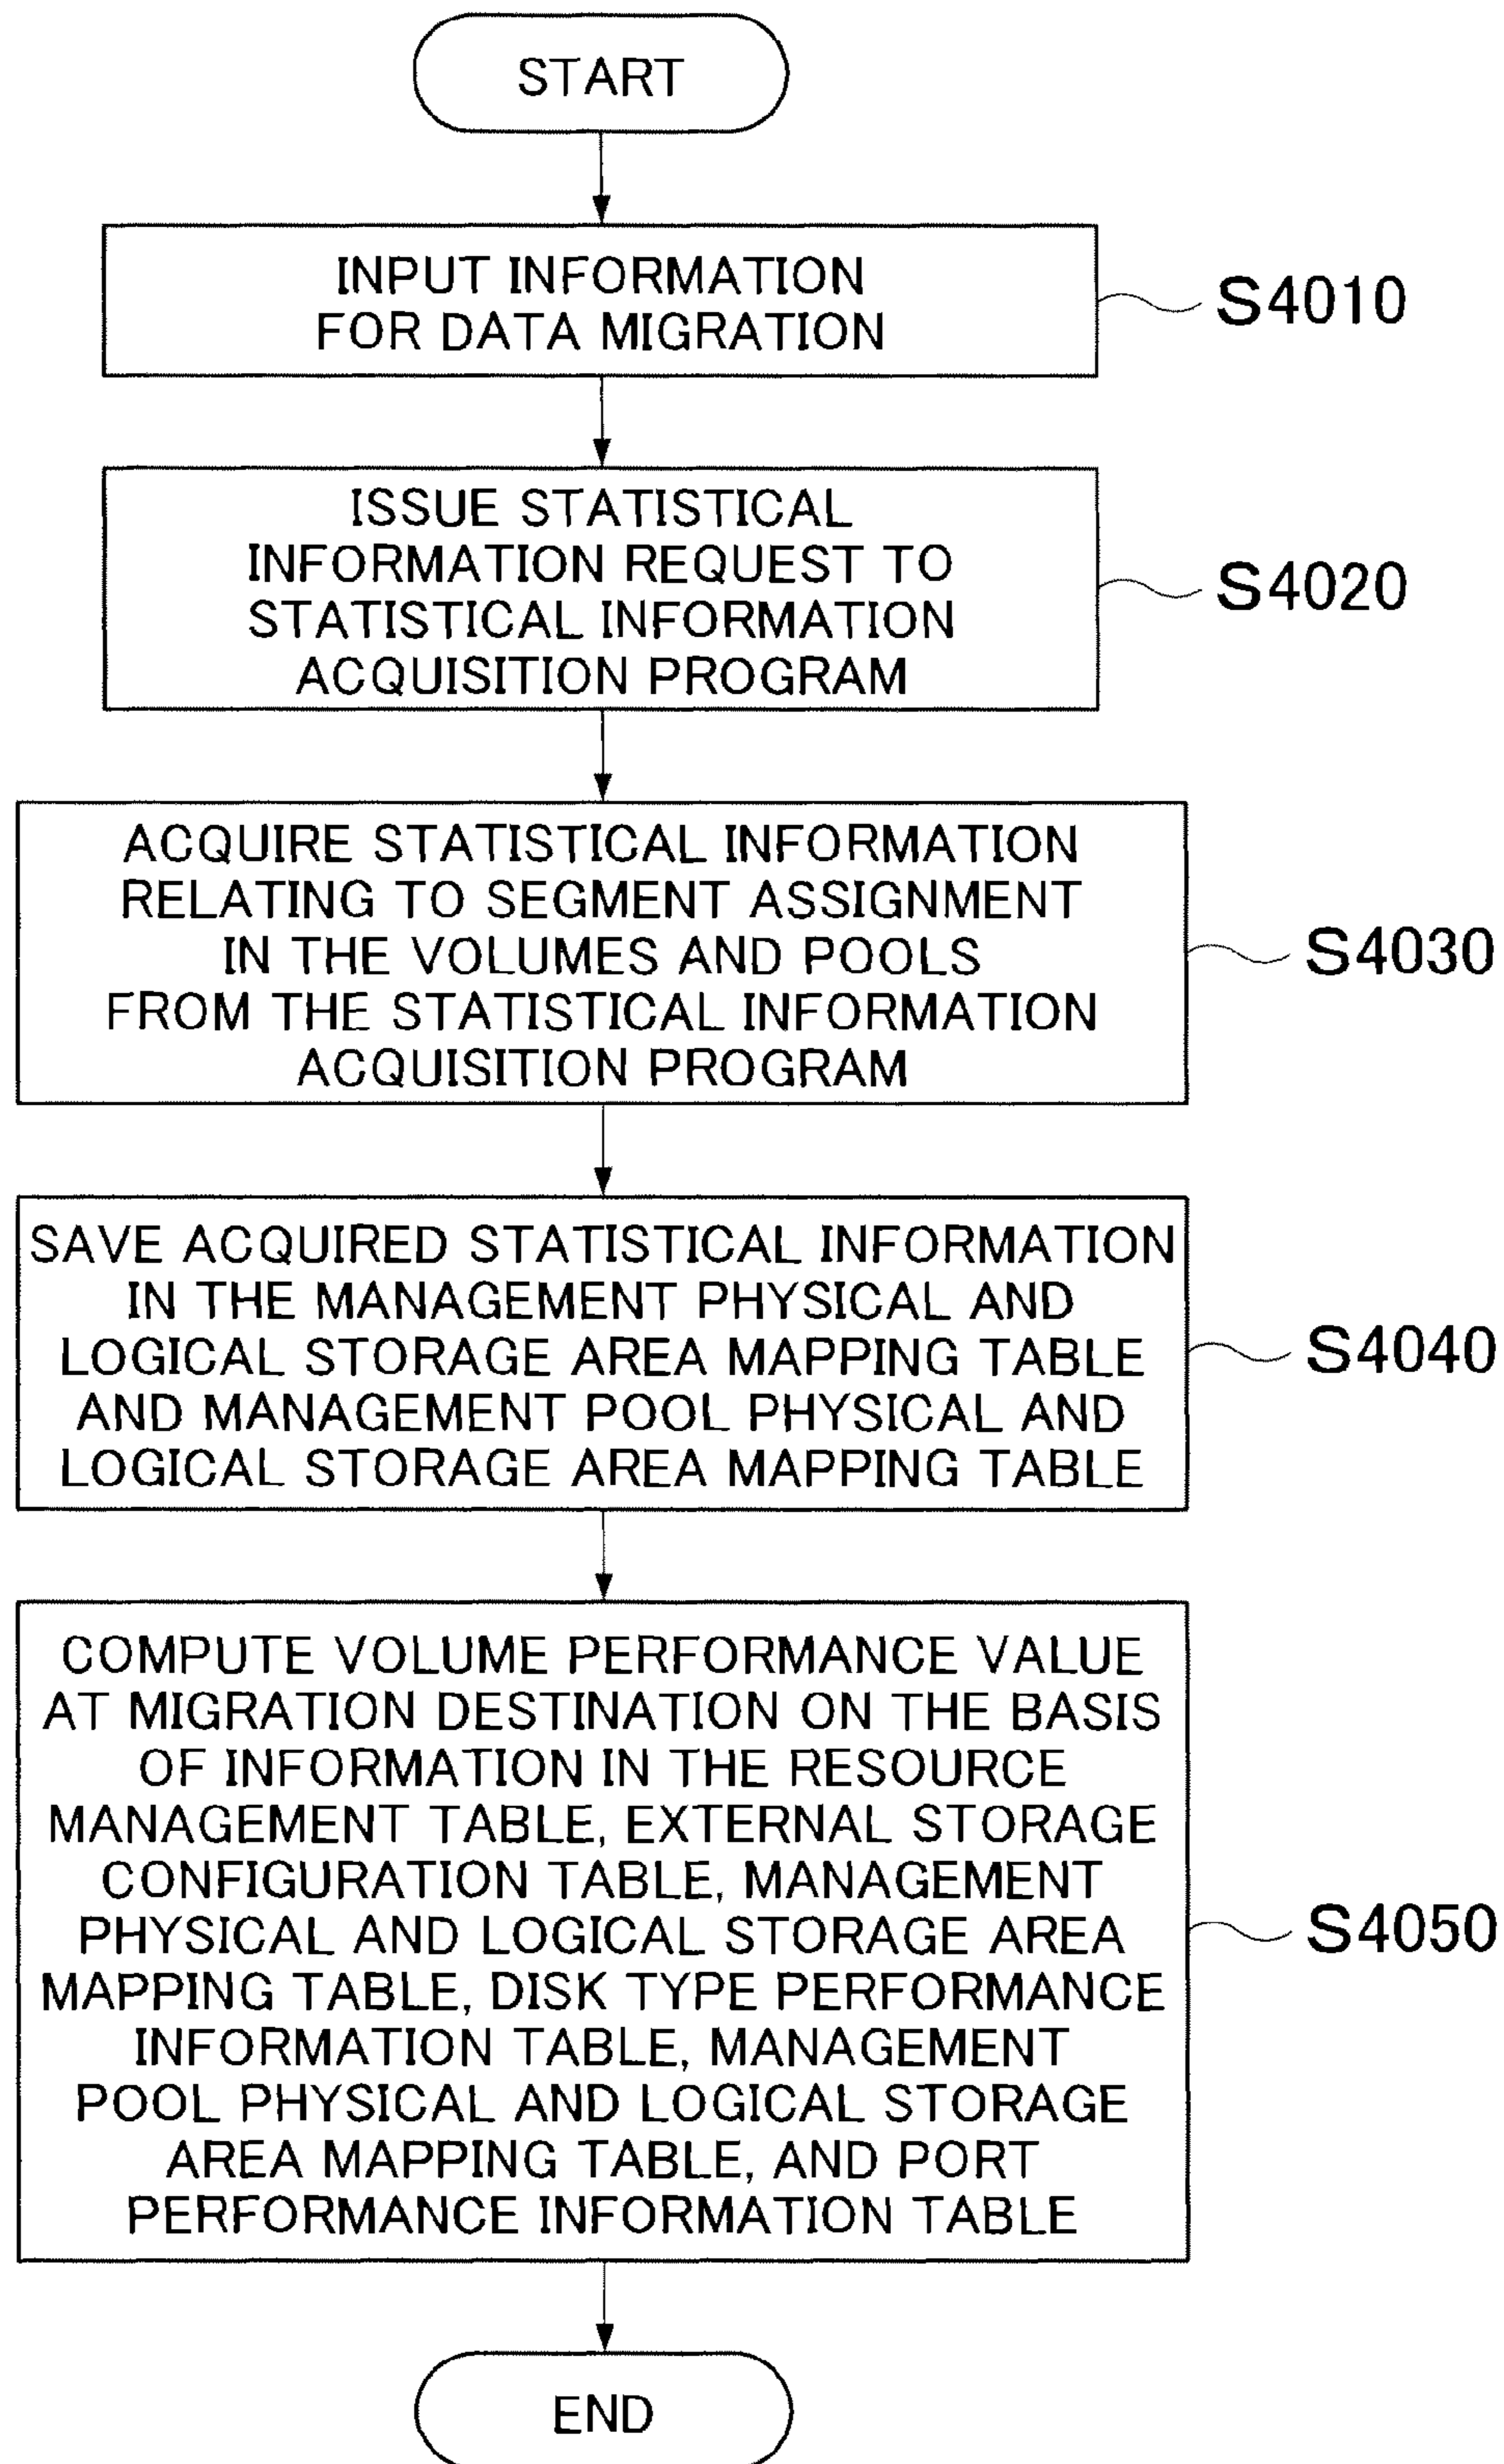 START
INPUT INFORMATION
FOR DATA MIGRATION
S4010
ISSUE STATISTICAL
INFORMATION REQUEST TO
STATISTICAL INFORMATION
ACQUISITION PROGRAM
S4020
ACQUIRE STATISTICAL INFORMATION
RELATING TO SEGMENT ASSIGNMENT
IN THE VOLUMES AND POOLS
FROM THE STATISTICAL INFORMATION
ACQUISITION PROGRAM
S4030
SAVE ACQUIRED STATISTICAL INFORMATION
IN THE MANAGEMENT PHYSICAL AND
LOGICAL STORAGE AREA MAPPING TABLE
AND MANAGEMENT POOL PHYSICAL AND
LOGICAL STORAGE AREA MAPPING TABLE
S4040
COMPUTE VOLUME PERFORMANCE VALUE
AT MIGRATION DESTINATION ON THE BASIS
OF INFORMATION IN THE RESOURCE
MANAGEMENT TABLE, EXTERNAL STORAGE
CONFIGURATION TABLE, MANAGEMENT
PHYSICAL AND LOGICAL STORAGE AREA
MAPPING TABLE, DISK TYPE PERFORMANCE
INFORMATION TABLE, MANAGEMENT
POOL PHYSICAL AND LOGICAL STORAGE
AREA MAPPING TABLE, AND PORT
PERFORMANCE INFORMATION TABLE
S4050
END